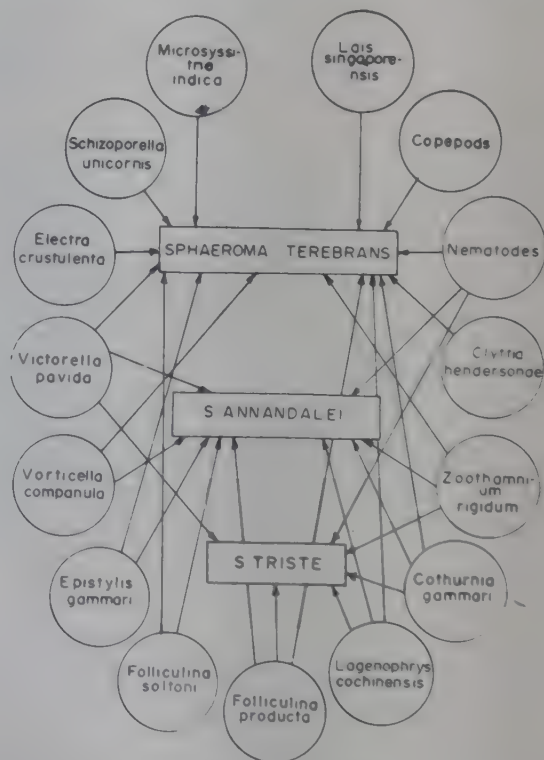 Microsyssi-
tne
indica
Lais
singapore-
nsis
Schizoporella
unicornis
Copepods
Electra
crustulenta
SPHAEROMA TEREBRANS
Nematodes
Victorella
pavida
Clytia
hendersonae
S ANNANDALEI
Vorticella
companula
Zoothamni-
um
rigidum
S TRISTE
Epistylis
gammari
Cothurnia
gammari
Folliculina
soltoni
Folliculina
producta
Lagenophrys
cochinensis